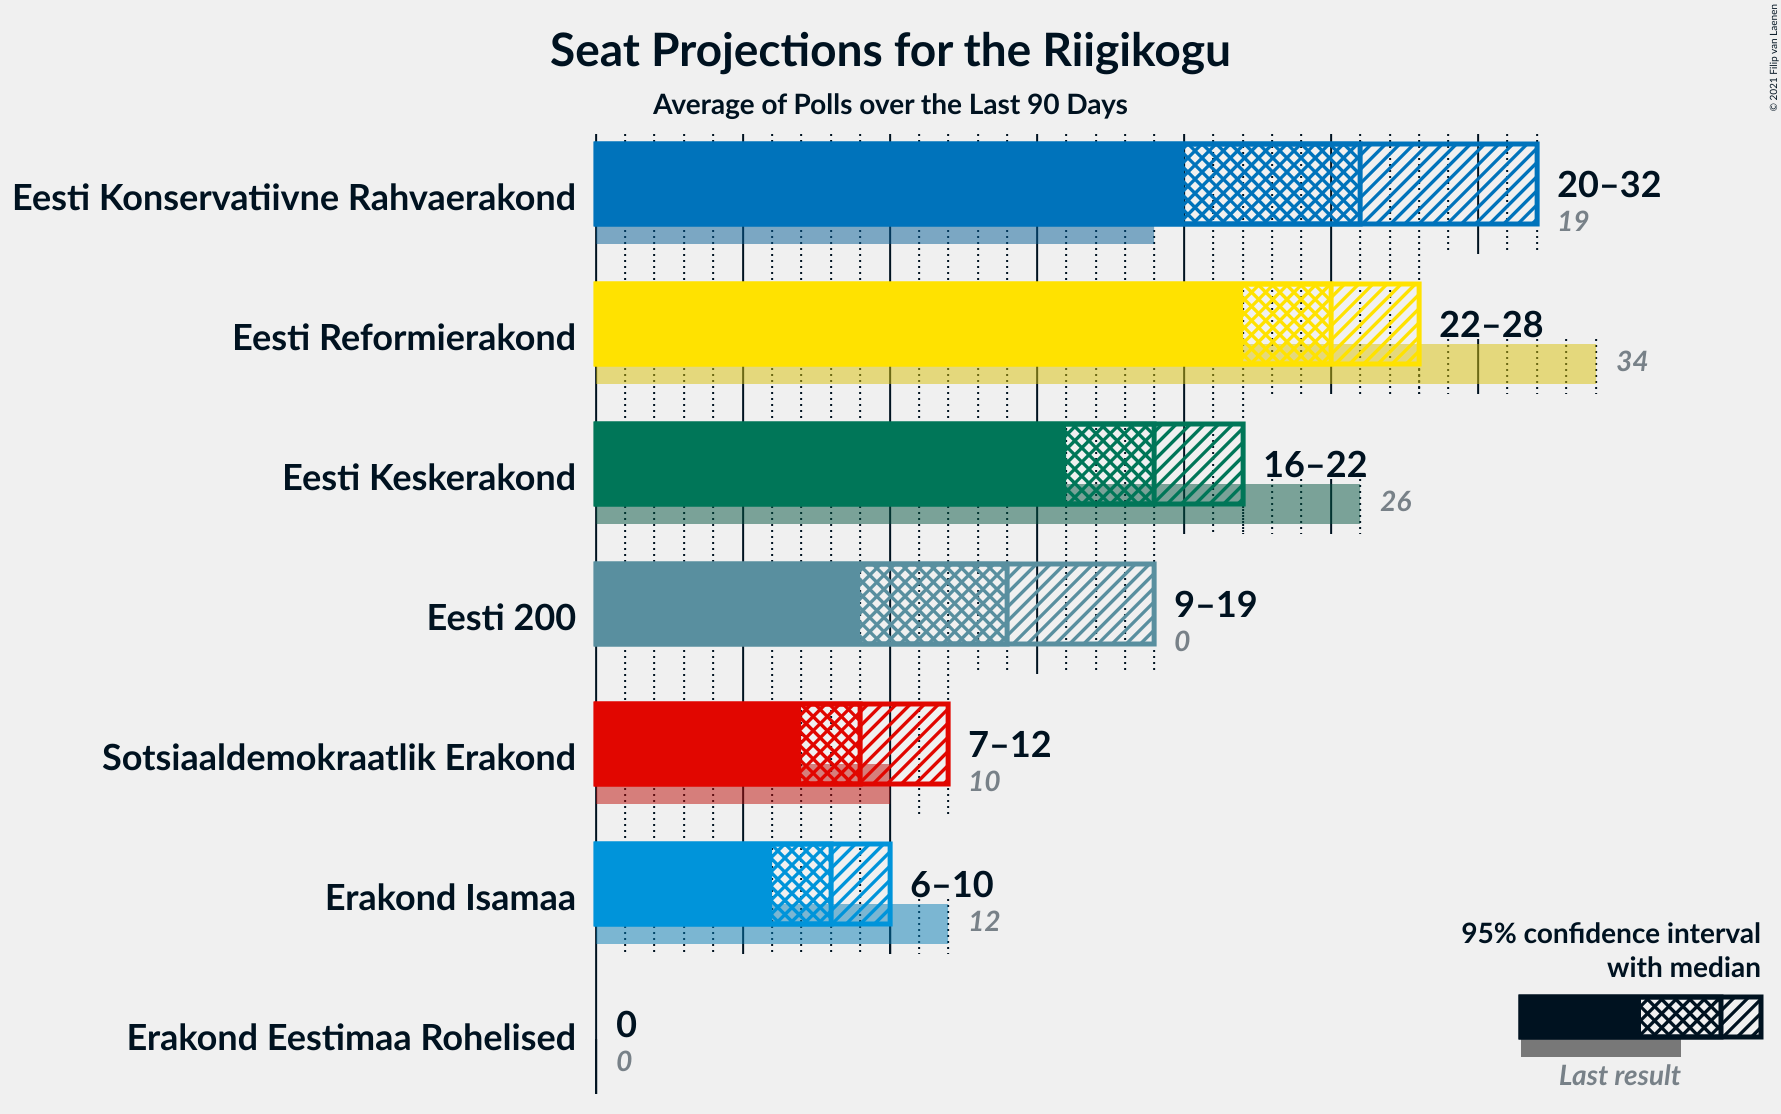 Seat Projections for the Riigikogu
Average of Polls over the Last 90 Days
© 2021 Filip van Laenen
Eesti Konservatiivne Rahvaerakond
20–32
19
Eesti Reformierakond
22–28
34
Eesti Keskerakond
16–22
26
Eesti 200
9–19
0
Sotsiaaldemokraatlik Erakond
7–12
10
Erakond Isamaa
6–10
12
Erakond Eestimaa Rohelised
0
0
95% confidence interval
with median
Last result